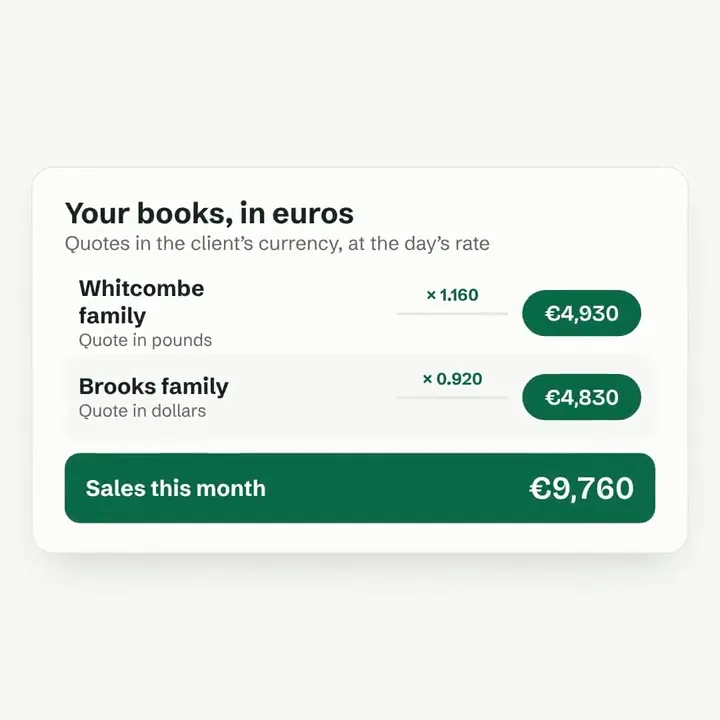 Your books, in euros
Quotes in the client’s currency, at the day’s rate
Whitcombe
family
Quote in pounds
× 1.160
€4,930
Brooks family
Quote in dollars
× 0.920
€4,830
Sales this month
€9,760